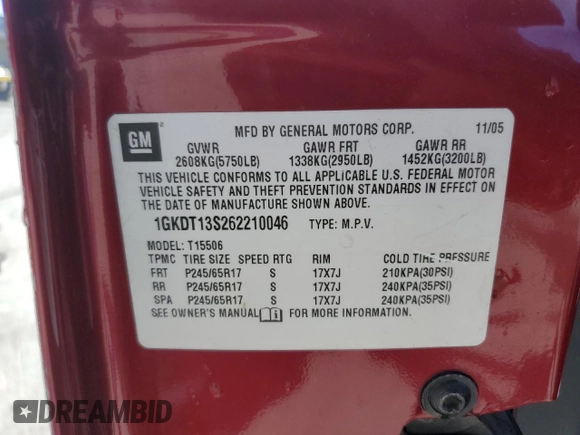 GM
MFD BY GENERAL MOTORS CORP. 11/05
GVWR GAWR FRT GAWR RR
2608KG(5750LB) 1338KG(2950LB) 1452KG(3200LB)
THIS VEHICLE CONFORMS TO ALL APPLICABLE U.S. FEDERAL MOTOR
VEHICLE SAFETY AND THEFT PREVENTION STANDARDS IN EFFECT ON
THE DATE OF MANUFACTURE SHOWN ABOVE.
1GKDT13S262210046 TYPE: M.P.V.
MODEL: T15506
TPMC TIRE SIZE SPEED RTG RIM COLD TIRE PRESSURE
FRT P245/65R17 S 17X7J 210KPA(30PSI)
RR P245/65R17 S 17X7J 240KPA(35PSI)
SPA P245/65R17 S 17X7J 240KPA(35PSI)
SEE OWNER'S MANUAL FOR MORE INFORMATION.
DREAMBID